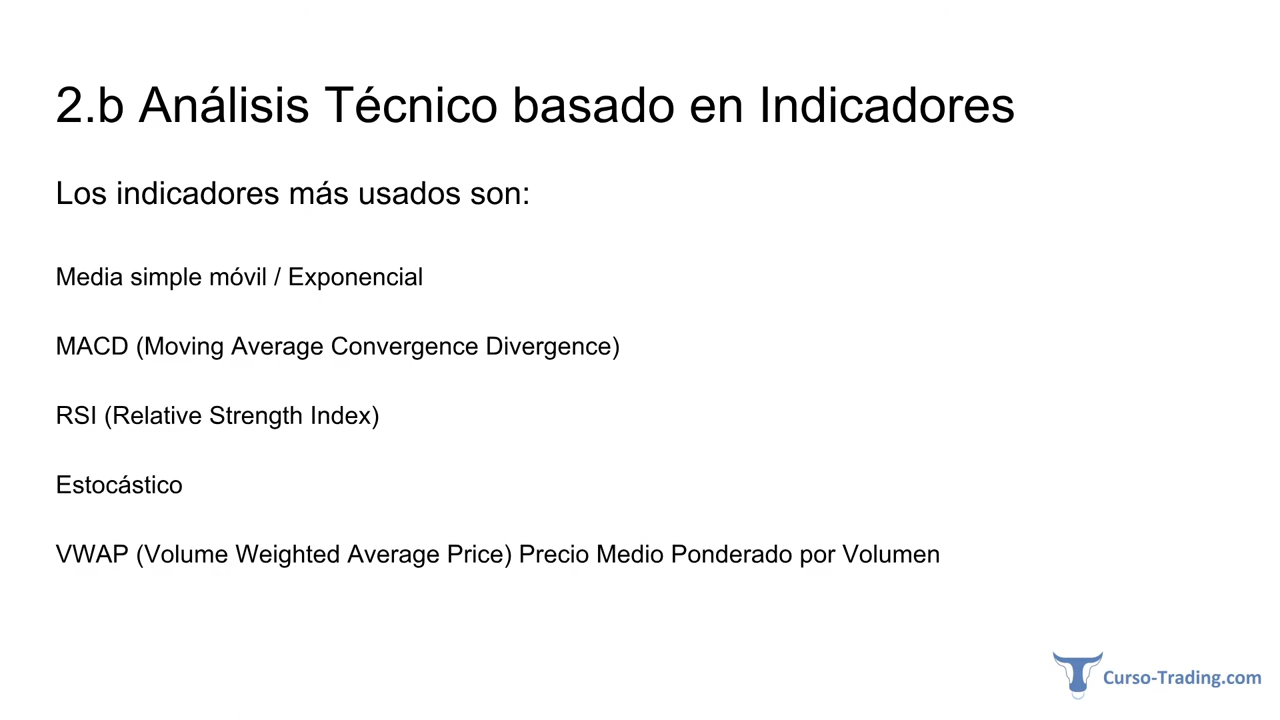 2.b Análisis Técnico basado en Indicadores
Los indicadores más usados son:
Media simple móvil / Exponencial
MACD (Moving Average Convergence Divergence)
RSI (Relative Strength Index)
Estocástico
VWAP (Volume Weighted Average Price) Precio Medio Ponderado por Volumen
Curso-Trading.com